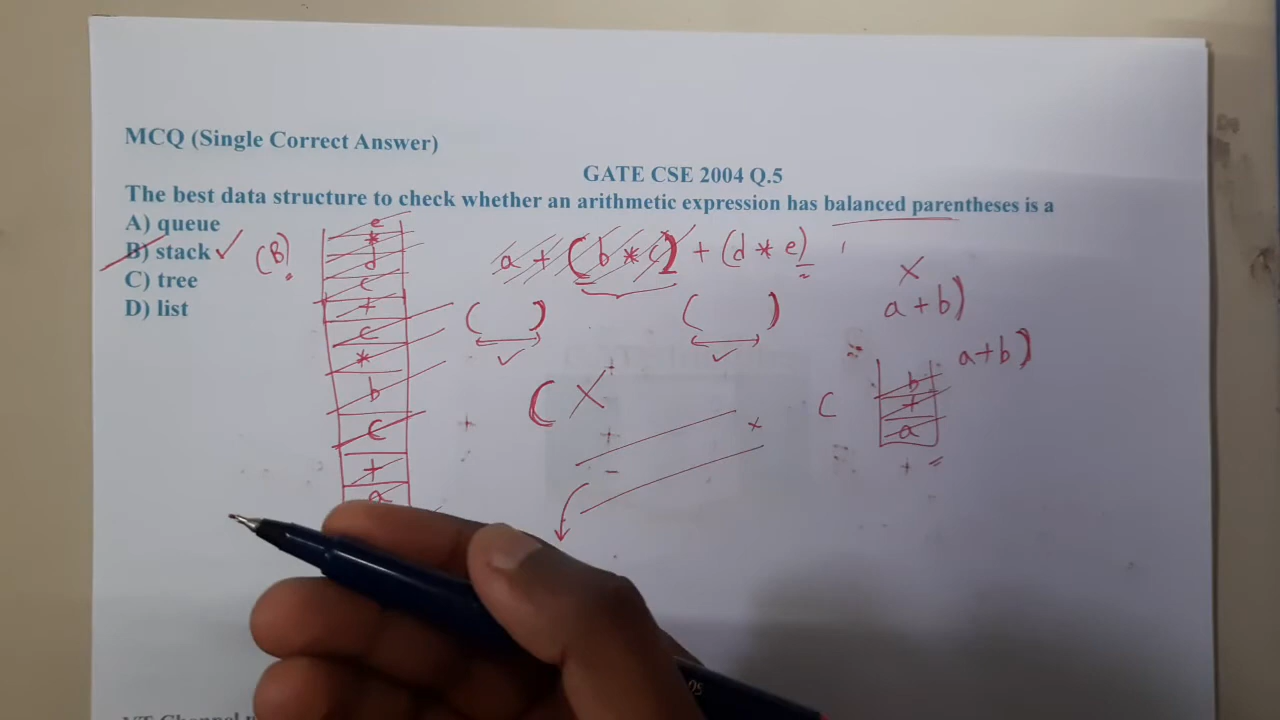 MCQ (Single Correct Answer)
GATE CSE 2004 Q.5
The best data structure to check whether an arithmetic expression has balanced parentheses is a
A) queue
B) stack ✓ (B)
C) tree
D) list
a + (b * c) + (d * e)
( ) ( )
✓ ✓
e
*
d
(
+
c
*
b
(
+
a
( X
+
-
x
X
a + b)
a + b)
(
b
+
a
+ =